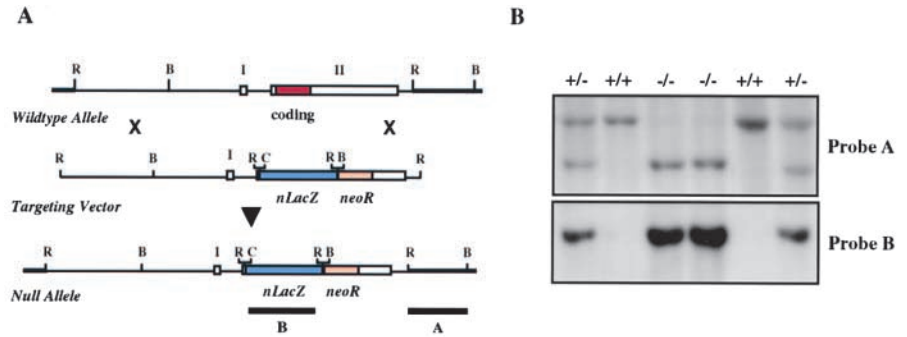 A
R B I II R B
Wildtype Allele
coding
X X
R B I R C R B R
nLacZ neoR
Targeting Vector
R B I R C R B R B
nLacZ neoR
Null Allele
B A
B
+/- +/+ -/- -/- +/+ +/-
Probe A
Probe B